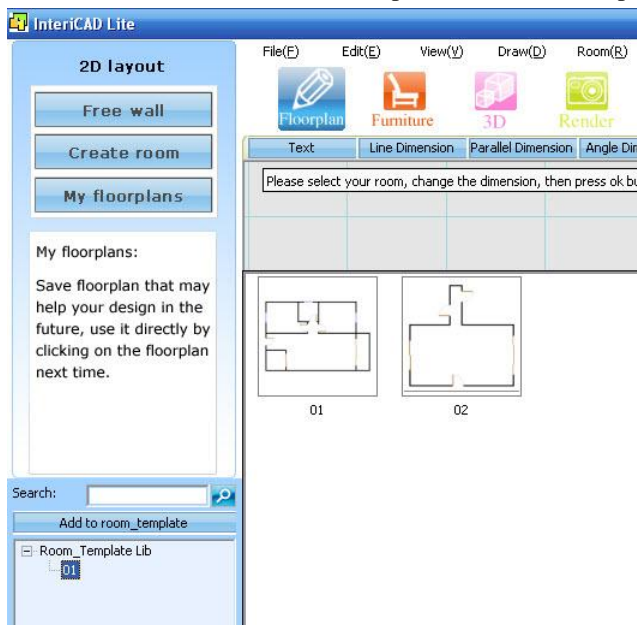 InteriCAD Lite
File(F) Edit(E) View(V) Draw(D) Room(R)
2D layout
Free wall
Create room
My floorplans
Floorplan Furniture 3D Render
Text Line Dimension Parallel Dimension Angle Di
Please select your room, change the dimension, then press ok bu
My floorplans:
Save floorplan that may
help your design in the
future, use it directly by
clicking on the floorplan
next time.
01 02
Search:
Add to room_template
Room_Template Lib
01